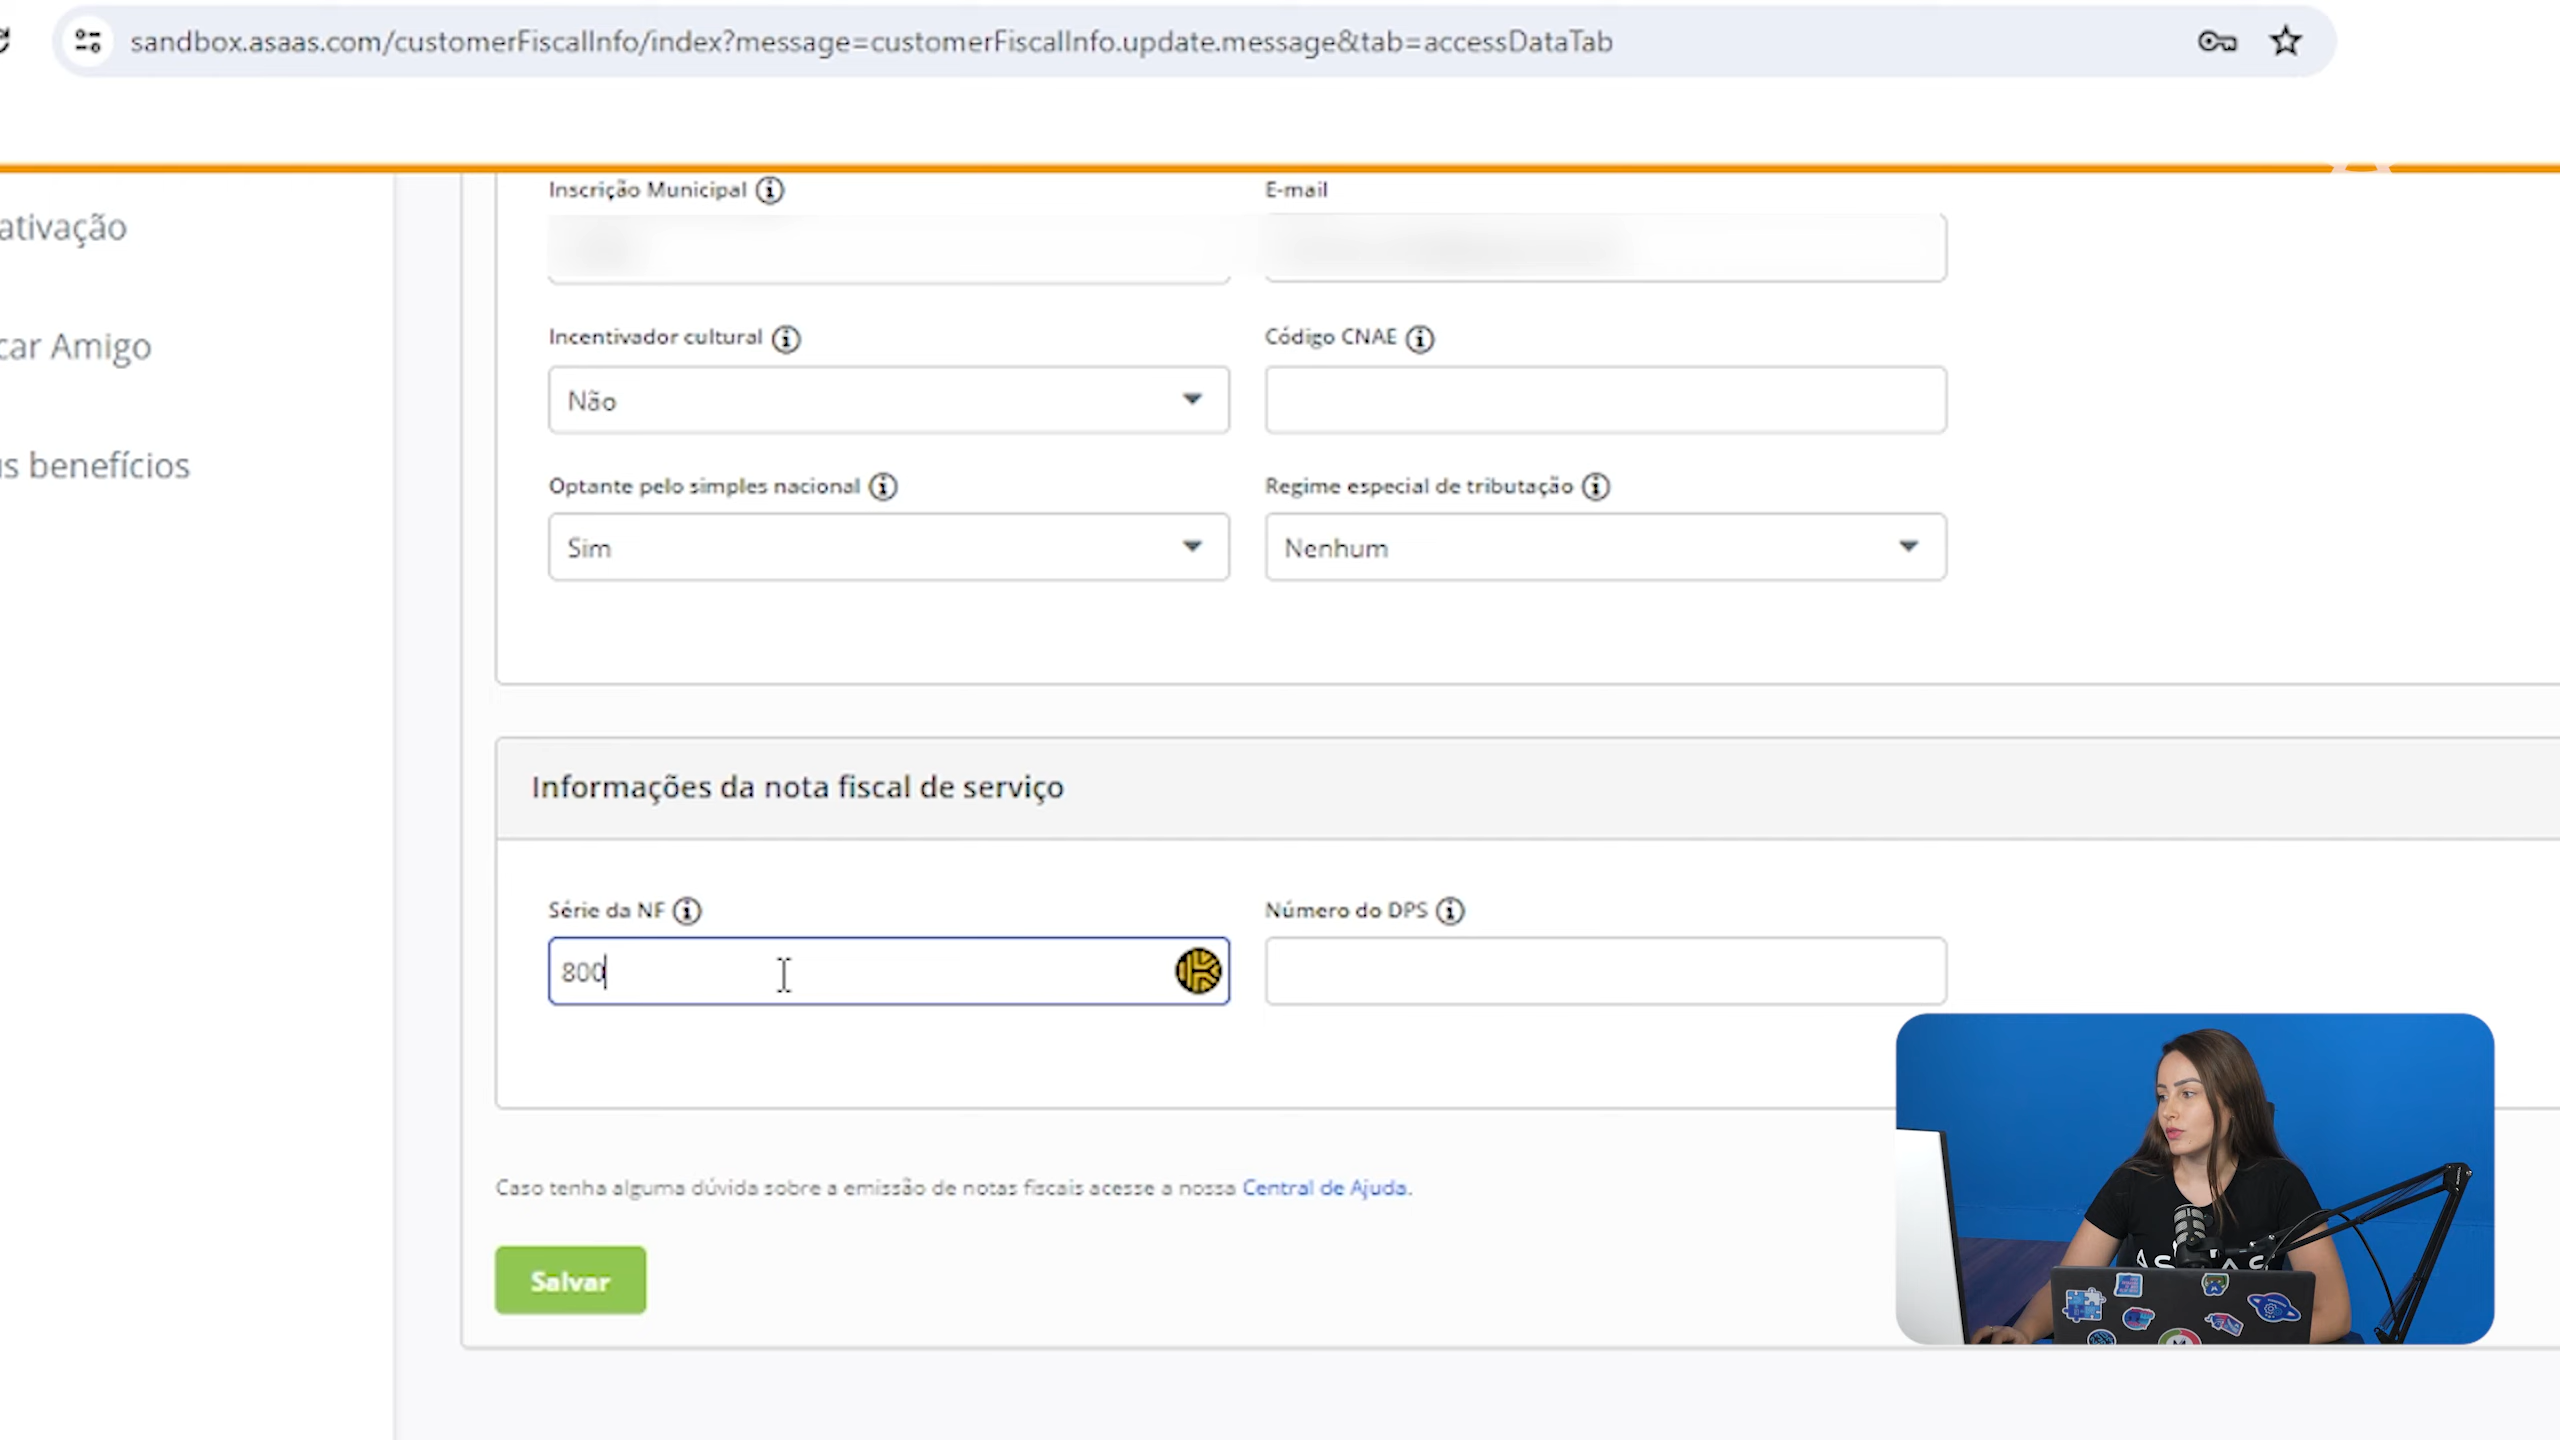 sandbox.asaas.com/customerFiscalInfo/index?message=customerFiscalInfo.update.message&tab=accessDataTab
Inscrição Municipal
E-mail
ativação
Incentivador cultural
Código CNAE
car Amigo
Não
us benefícios
Optante pelo simples nacional
Regime especial de tributação
Sim
Nenhum
Informações da nota fiscal de serviço
Série da NF
Número do DPS
800
Caso tenha alguma dúvida sobre a emissão de notas fiscais acesse a nossa Central de Ajuda.
Salvar